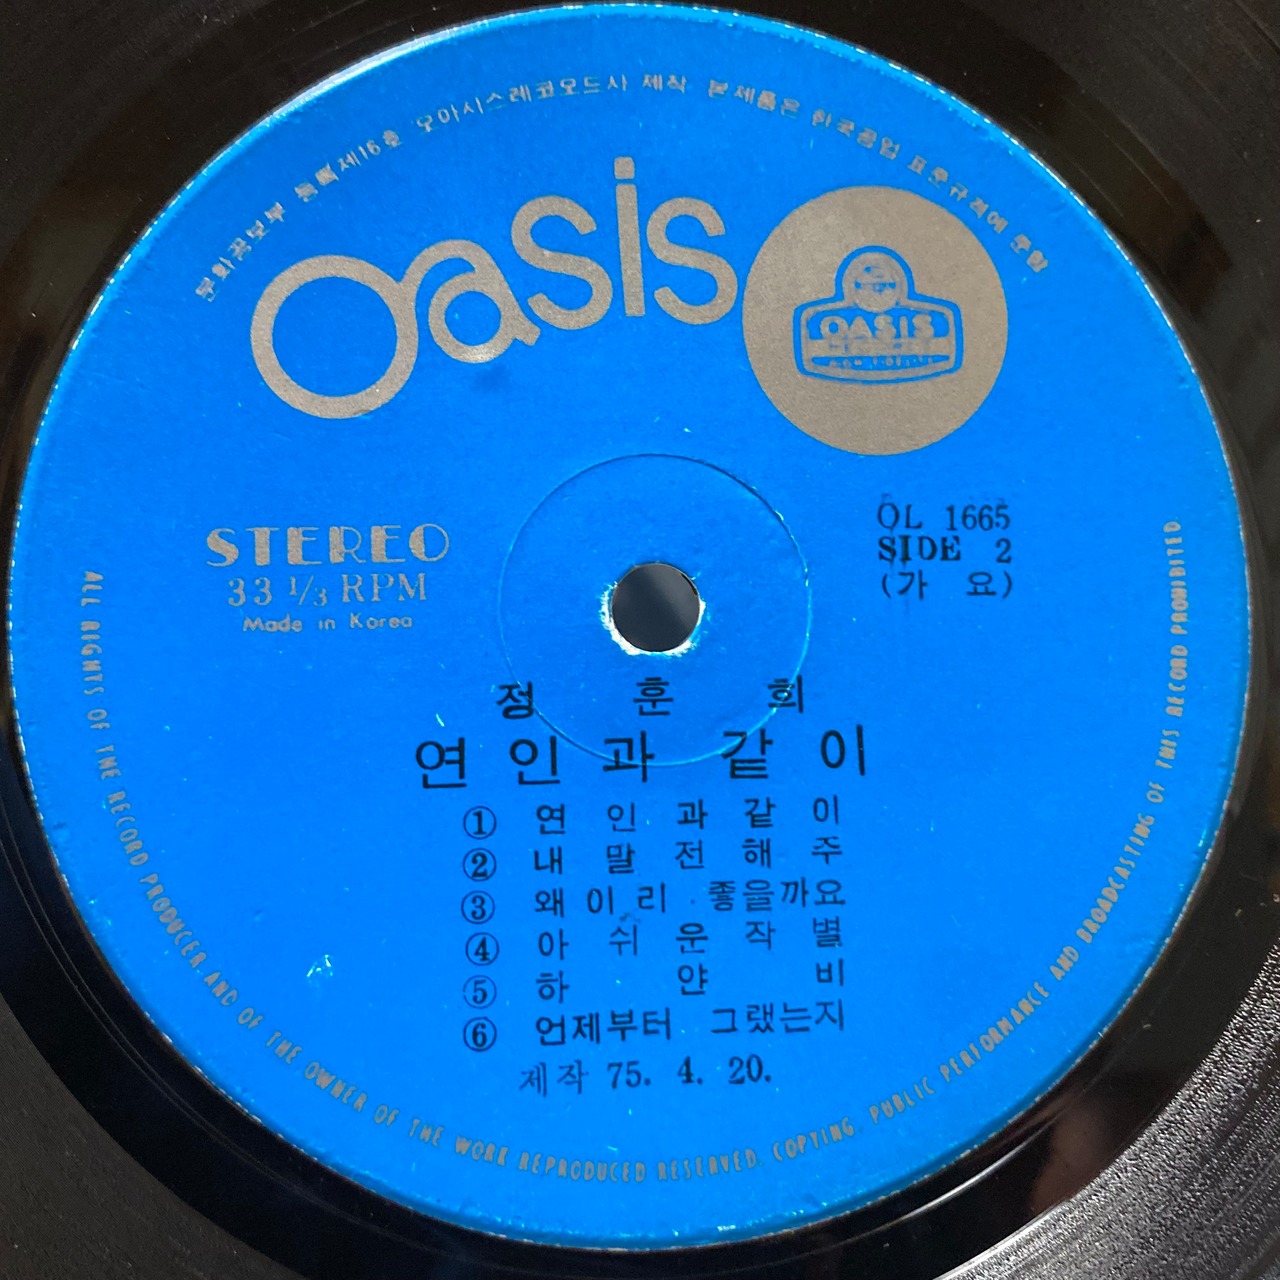 문화공보부 등록제16호 오아시스레코오드사 제작 본제품은 한국공업 표준규격에 준함
Oasis
OASIS
STEREO
33 1/3 RPM
Made in Korea
OL 1665
SIDE 2
(가 요)
정 훈 희
연 인 과 같 이
① 연 인 과 같 이
② 내 말 전 해 주
③ 왜 이 리 좋을까요
④ 아 쉬 운 작 별
⑤ 하 얀 비
⑥ 언제부터 그랬는지
제작 75. 4. 20.
ALL RIGHTS OF THE RECORD PRODUCER AND OF THE OWNER OF THE WORK REPRODUCED RESERVED. COPYING, PUBLIC PERFORMANCE AND BROADCASTING OF THIS RECORD PROHIBITED